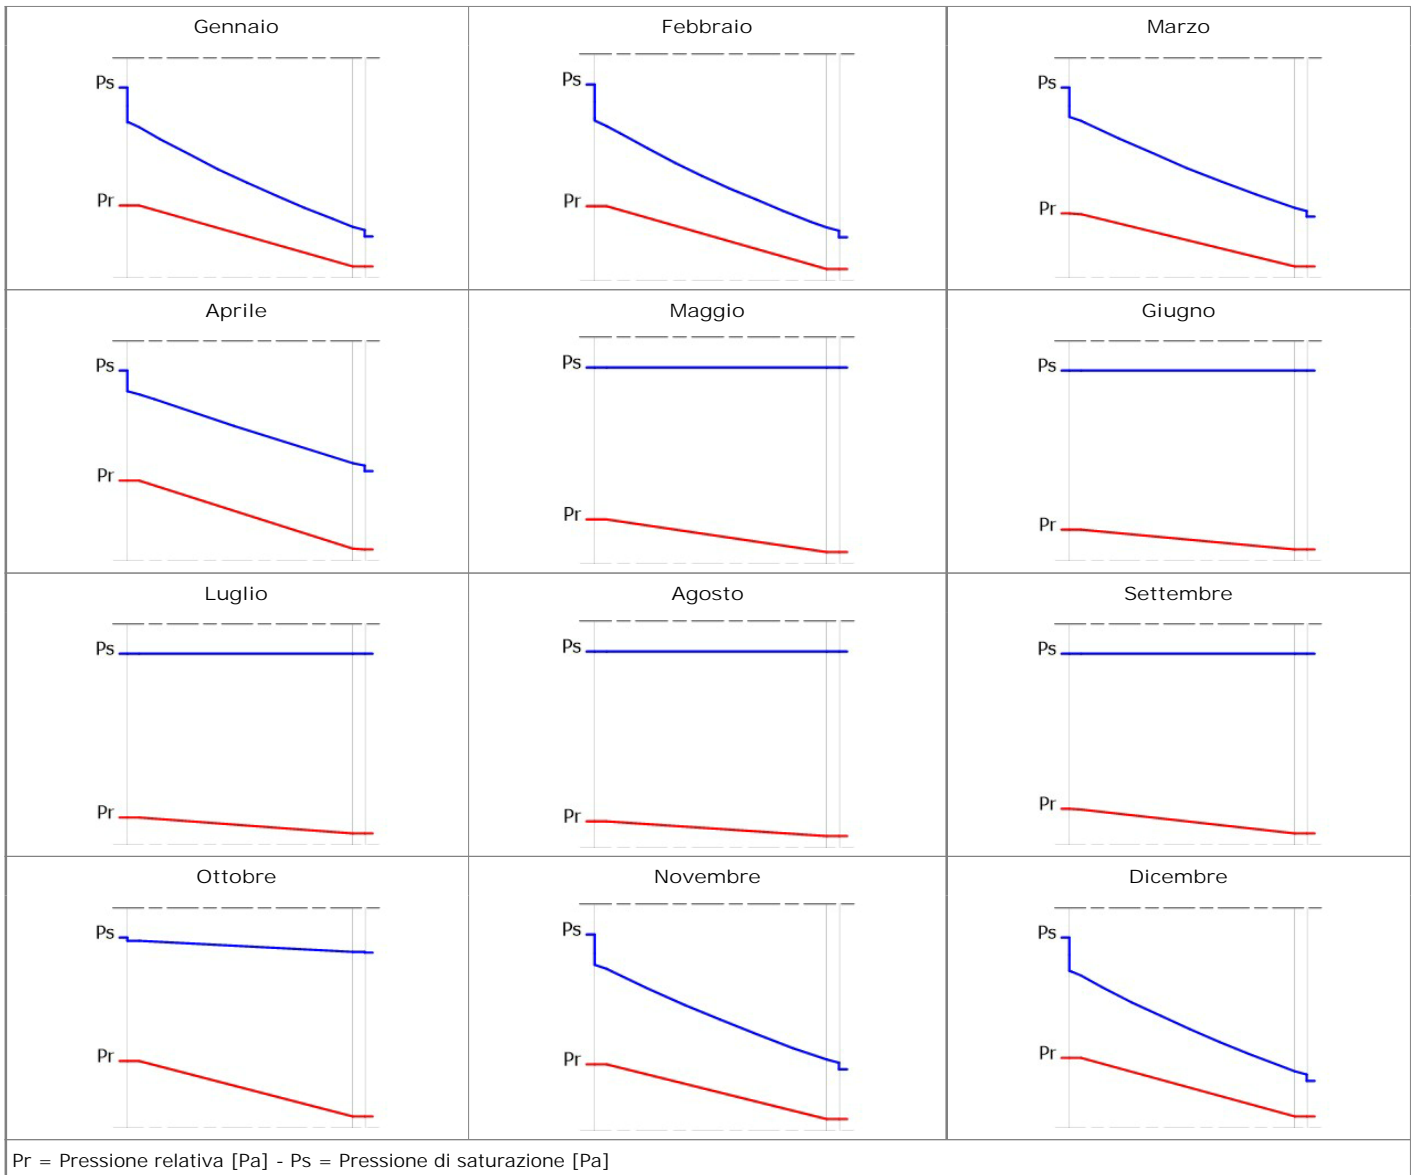 Gennaio
Febbraio
Marzo
Ps
Pr
Ps
Pr
Ps
Pr
Aprile
Maggio
Giugno
Ps
Pr
Ps
Pr
Ps
Pr
Luglio
Agosto
Settembre
Ps
Pr
Ps
Pr
Ps
Pr
Ottobre
Novembre
Dicembre
Ps
Pr
Ps
Pr
Ps
Pr
Pr = Pressione relativa [Pa] - Ps = Pressione di saturazione [Pa]